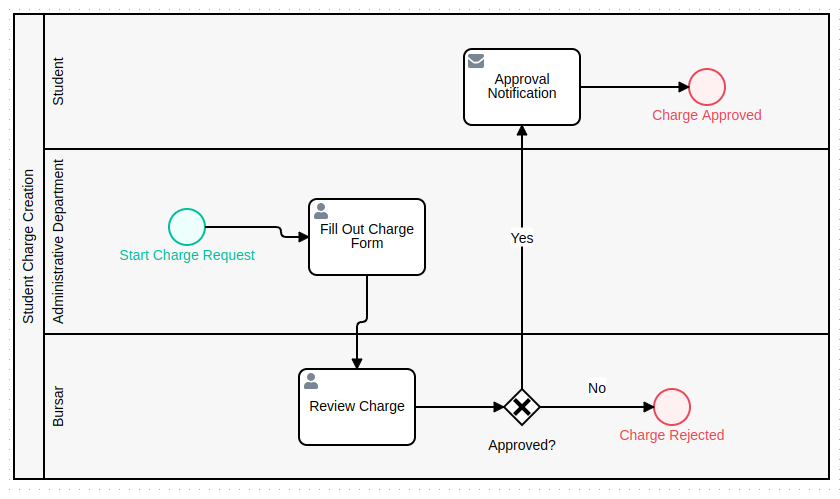 Student Charge Creation
Student
Approval
Notification
Charge Approved
Administrative Department
Start Charge Request
Fill Out Charge
Form
Yes
Bursar
Review Charge
Approved?
No
Charge Rejected